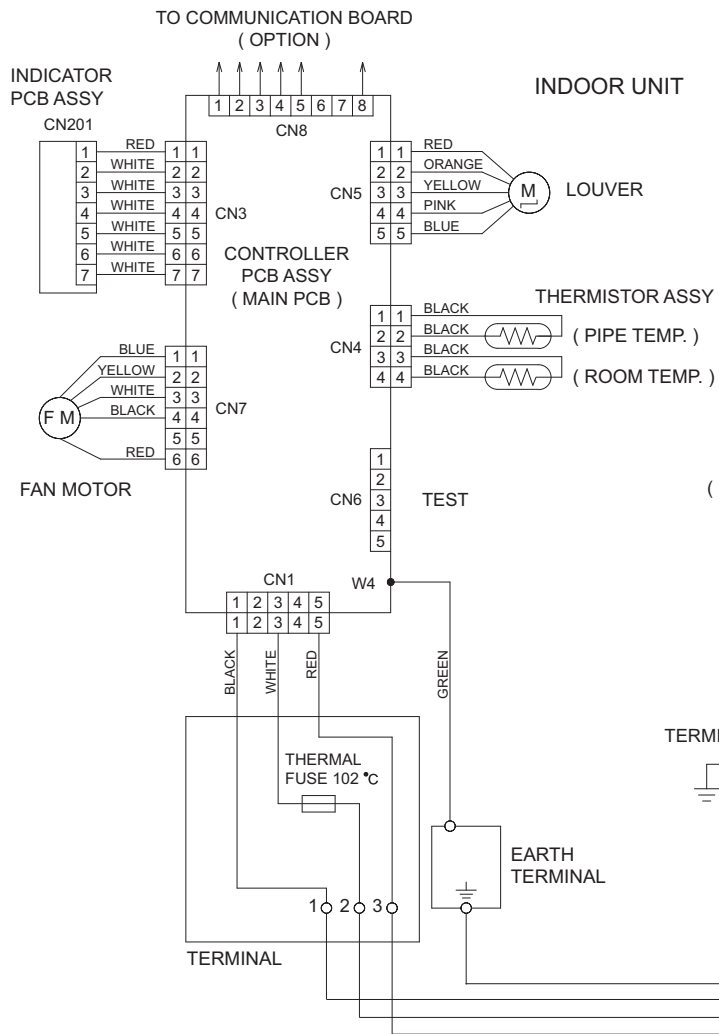 TO COMMUNICATION BOARD
( OPTION )
INDICATOR
PCB ASSY
CN201
INDOOR UNIT
1 2 3 4 5 6 7 8
CN8
1 RED 1 1
2 WHITE 2 2
3 WHITE 3 3
4 WHITE 4 4
5 WHITE 5 5
6 WHITE 6 6
7 WHITE 7 7
CN3
1 1 RED
2 2 ORANGE
3 3 YELLOW
4 4 PINK
5 5 BLUE
CN5
M
LOUVER
CONTROLLER
PCB ASSY
( MAIN PCB )
THERMISTOR ASSY
1 1 BLACK
2 2 BLACK
3 3 BLACK
4 4 BLACK
CN4
( PIPE TEMP. )
( ROOM TEMP. )
BLUE 1 1
YELLOW 2 2
WHITE 3 3
BLACK 4 4
5 5
RED 6 6
CN7
F M
FAN MOTOR
1
2
3
4
5
CN6
TEST
(
CN1
W4
1 2 3 4 5
1 2 3 4 5
BLACK
WHITE
RED
GREEN
THERMAL
FUSE 102 °C
TERMI
EARTH
TERMINAL
1 2 3
TERMINAL